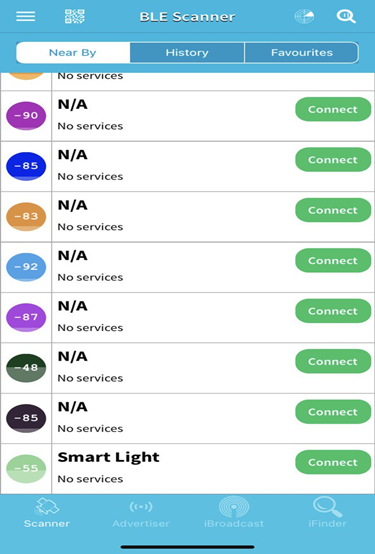 BLE Scanner
Near By
History
Favourites
No services
-90
N/A
No services
Connect
-85
N/A
No services
Connect
-83
N/A
No services
Connect
-92
N/A
No services
Connect
-87
N/A
No services
Connect
-48
N/A
No services
Connect
-85
N/A
No services
Connect
-55
Smart Light
No services
Connect
Scanner
Advertiser
iBroadcast
iFinder